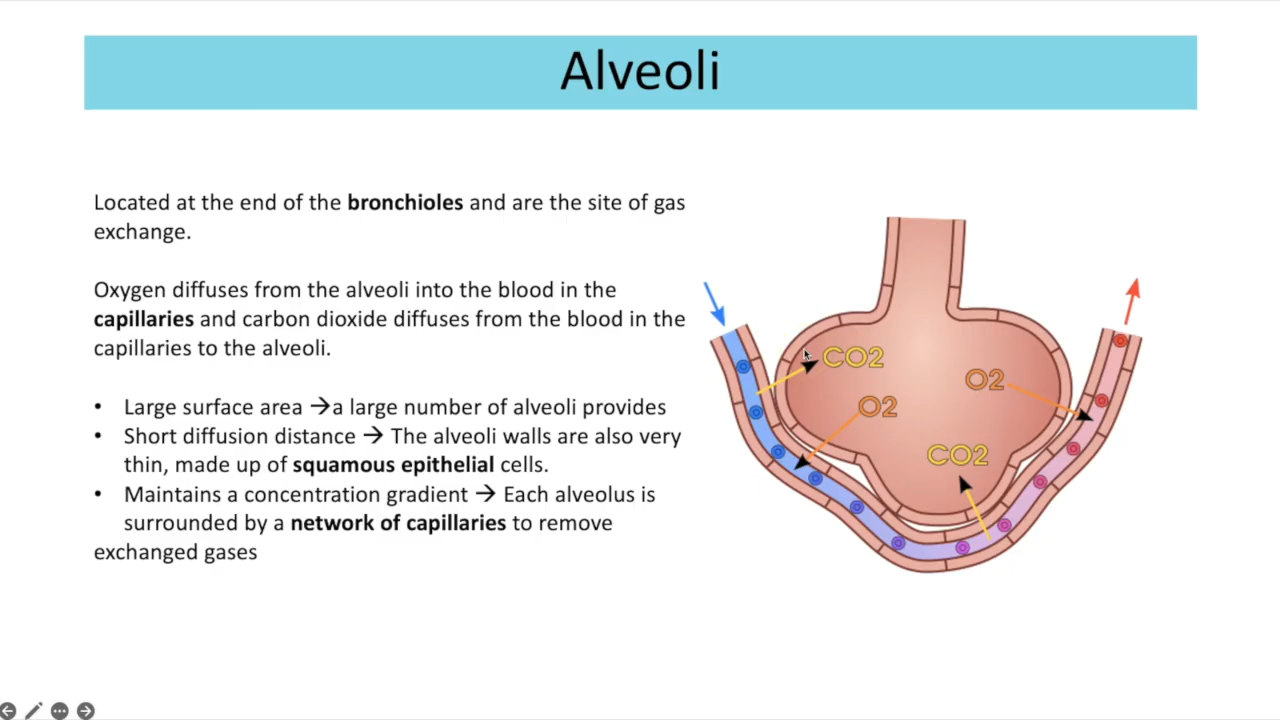 Alveoli
Located at the end of the bronchioles and are the site of gas
exchange.
Oxygen diffuses from the alveoli into the blood in the
capillaries and carbon dioxide diffuses from the blood in the
capillaries to the alveoli.
• Large surface area → a large number of alveoli provides
• Short diffusion distance → The alveoli walls are also very
thin, made up of squamous epithelial cells.
• Maintains a concentration gradient → Each alveolus is
surrounded by a network of capillaries to remove
exchanged gases
CO2
O2
O2
CO2